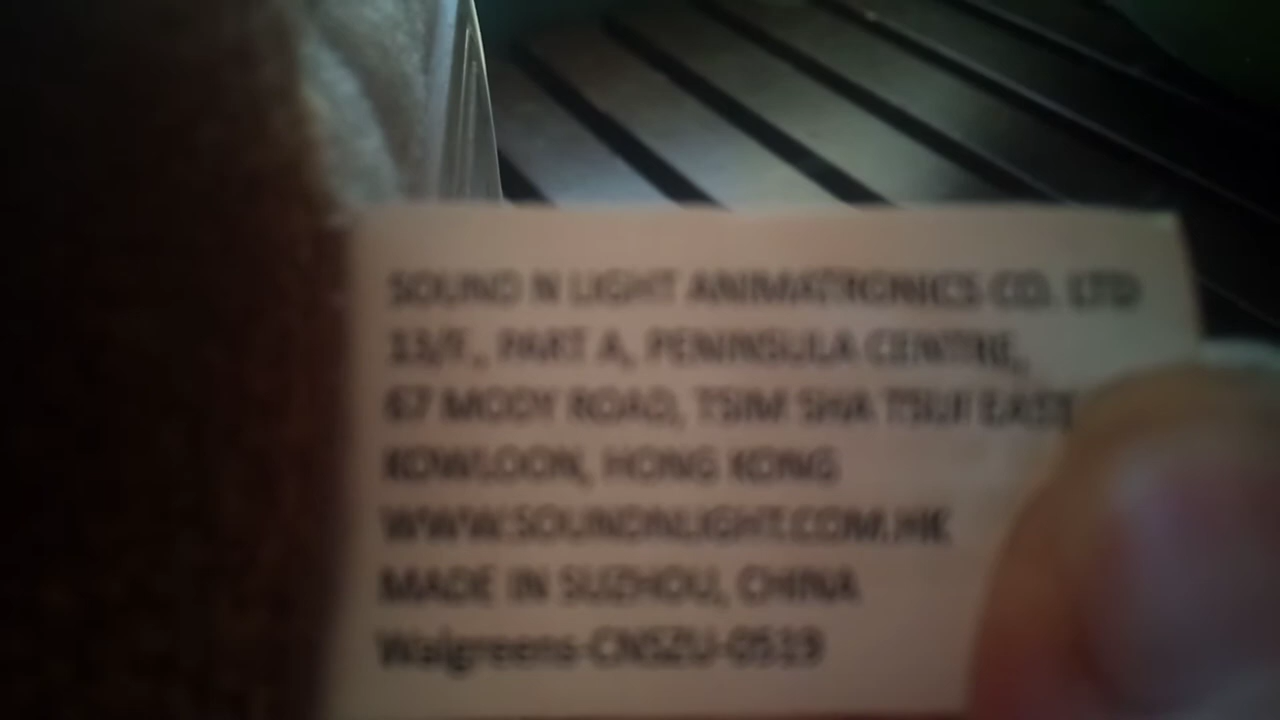 SOUND N LIGHT ANIMATRONICS CO. LTD
13/F., PART A, PENINSULA CENTRE,
67 MODY ROAD, TSIM SHA TSUI EAST,
KOWLOON, HONG KONG
WWW.SOUNDNLIGHT.COM.HK
MADE IN SUZHOU, CHINA
Walgreens-CNSZU-0519